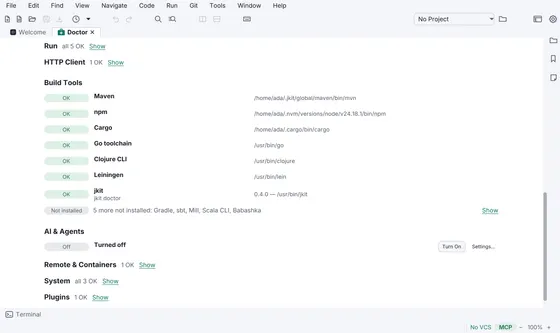 File Edit Find View Navigate Code Run Git Tools Window Help
No Project
Welcome Doctor
Run all 5 OK Show
HTTP Client 1 OK Show
Build Tools
OK Maven /home/ada/.jkit/global/maven/bin/mvn
OK npm /home/ada/.nvm/versions/node/v24.18.1/bin/npm
OK Cargo /home/ada/.cargo/bin/cargo
OK Go toolchain /usr/bin/go
OK Clojure CLI /usr/bin/clojure
OK Leiningen /usr/bin/lein
OK jkit 0.4.0 — /usr/bin/jkit
jkit doctor
Not installed 5 more not installed: Gradle, sbt, Mill, Scala CLI, Babashka Show
AI & Agents
Off Turned off Turn On Settings...
Remote & Containers 1 OK Show
System all 3 OK Show
Plugins 1 OK Show
Terminal
No VCS MCP − 100% +